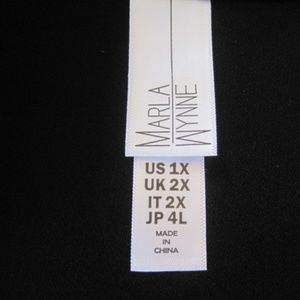 MARLA
WYNNE
US 1X
UK 2X
IT 2X
JP 4L
MADE
IN
CHINA